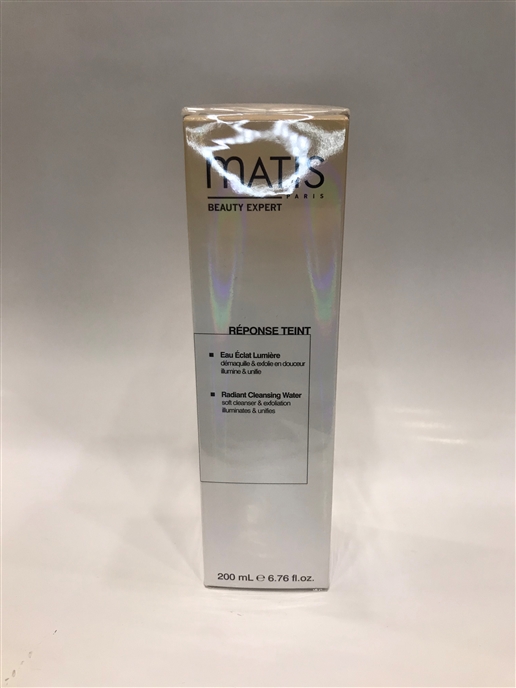 MATIS
PARIS
BEAUTY EXPERT
RÉPONSE TEINT
Eau Éclat Lumière
démaquille & exfolie en douceur
illumine & unifie
Radiant Cleansing Water
soft cleanser & exfoliation
illuminates & unifies
200 mL ℮ 6.76 fl.oz.